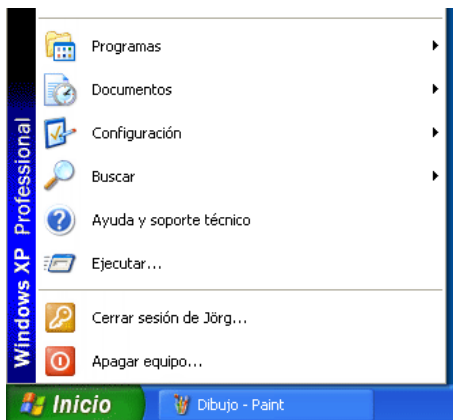 Programas
Documentos
Configuración
Buscar
Ayuda y soporte técnico
Ejecutar...
Cerrar sesión de Jörg...
Apagar equipo...
Windows XP Professional
Inicio
Dibujo - Paint